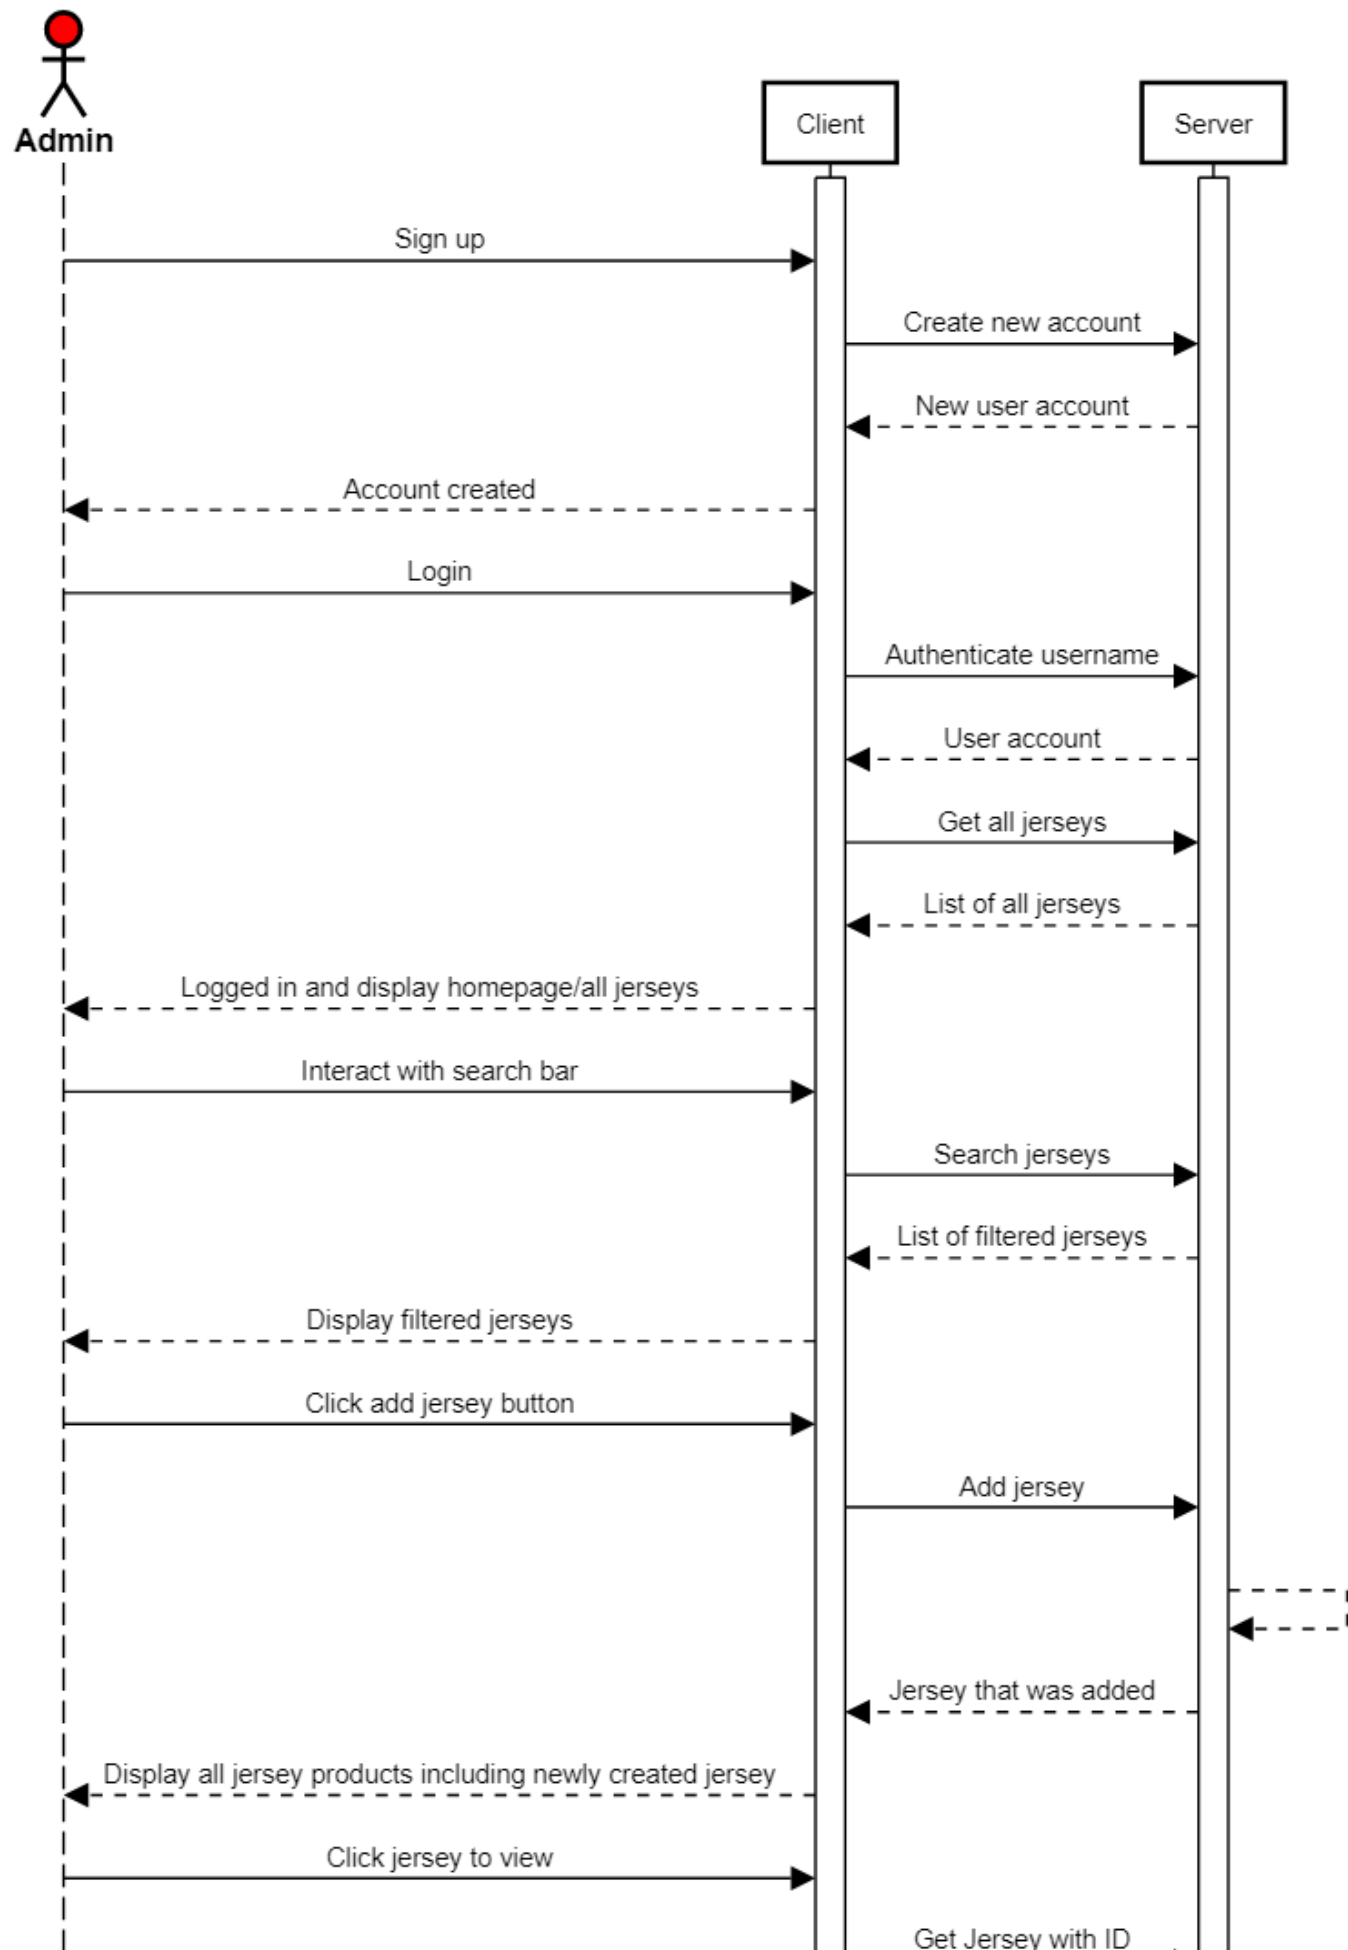 Admin
Client
Server
Sign up
Create new account
New user account
Account created
Login
Authenticate username
User account
Get all jerseys
List of all jerseys
Logged in and display homepage/all jerseys
Interact with search bar
Search jerseys
List of filtered jerseys
Display filtered jerseys
Click add jersey button
Add jersey
Jersey that was added
Display all jersey products including newly created jersey
Click jersey to view
Get Jersey with ID